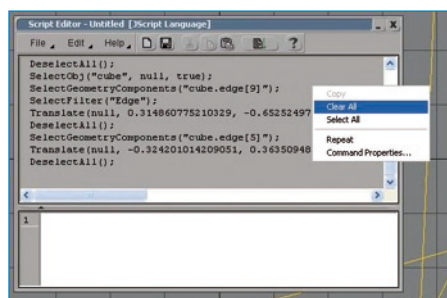 Script Editor - Untitled [JScript Language]
File Edit Help
DeselectAll();
SelectObj("cube", null, true);
SelectGeometryComponents("cube.edge[9]");
SelectFilter("Edge");
Translate(null, 0.314860775210329, -0.65252497
DeselectAll();
SelectGeometryComponents("cube.edge[5]");
Translate(null, -0.324201014209051, 0.36350948
DeselectAll();
Copy
Clear All
Select All
Repeat
Command Properties...
1